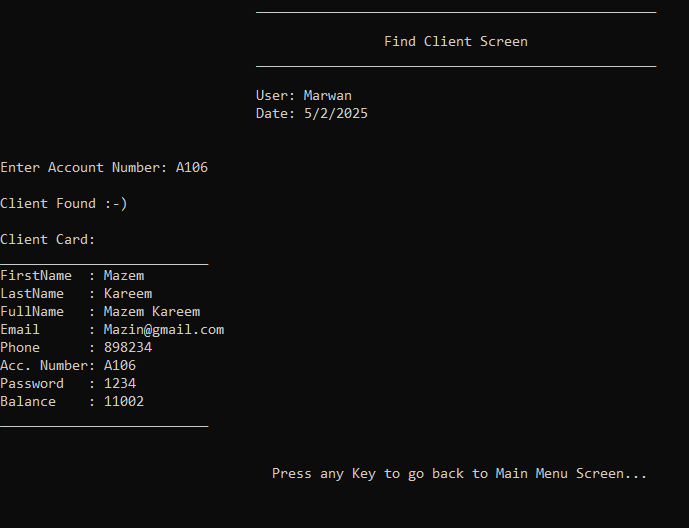 Find Client Screen
User: Marwan
Date: 5/2/2025
Enter Account Number: A106
Client Found :-)
Client Card:
FirstName  : Mazem
LastName   : Kareem
FullName   : Mazem Kareem
Email      : Mazin@gmail.com
Phone      : 898234
Acc. Number: A106
Password   : 1234
Balance    : 11002
Press any Key to go back to Main Menu Screen...